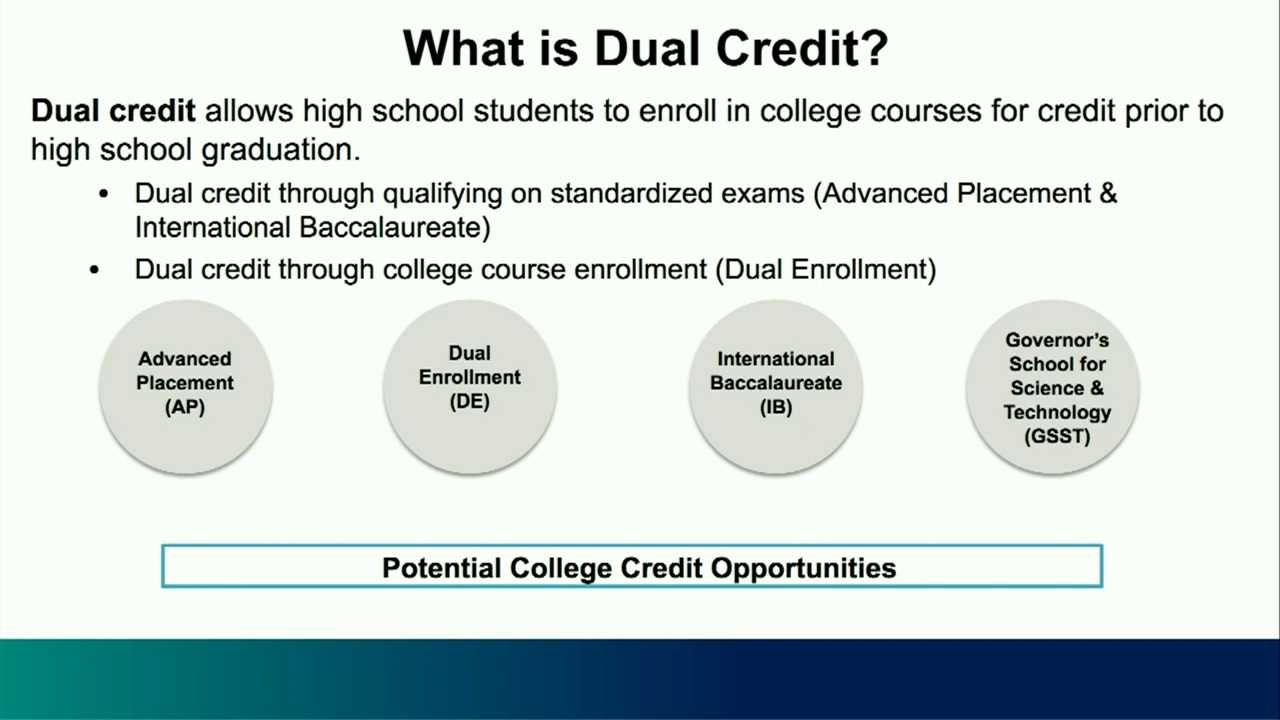 What is Dual Credit?
Dual credit allows high school students to enroll in college courses for credit prior to
high school graduation.
• Dual credit through qualifying on standardized exams (Advanced Placement &
International Baccalaureate)
• Dual credit through college course enrollment (Dual Enrollment)
Advanced
Placement
(AP)
Dual
Enrollment
(DE)
International
Baccalaureate
(IB)
Governor's
School for
Science &
Technology
(GSST)
Potential College Credit Opportunities